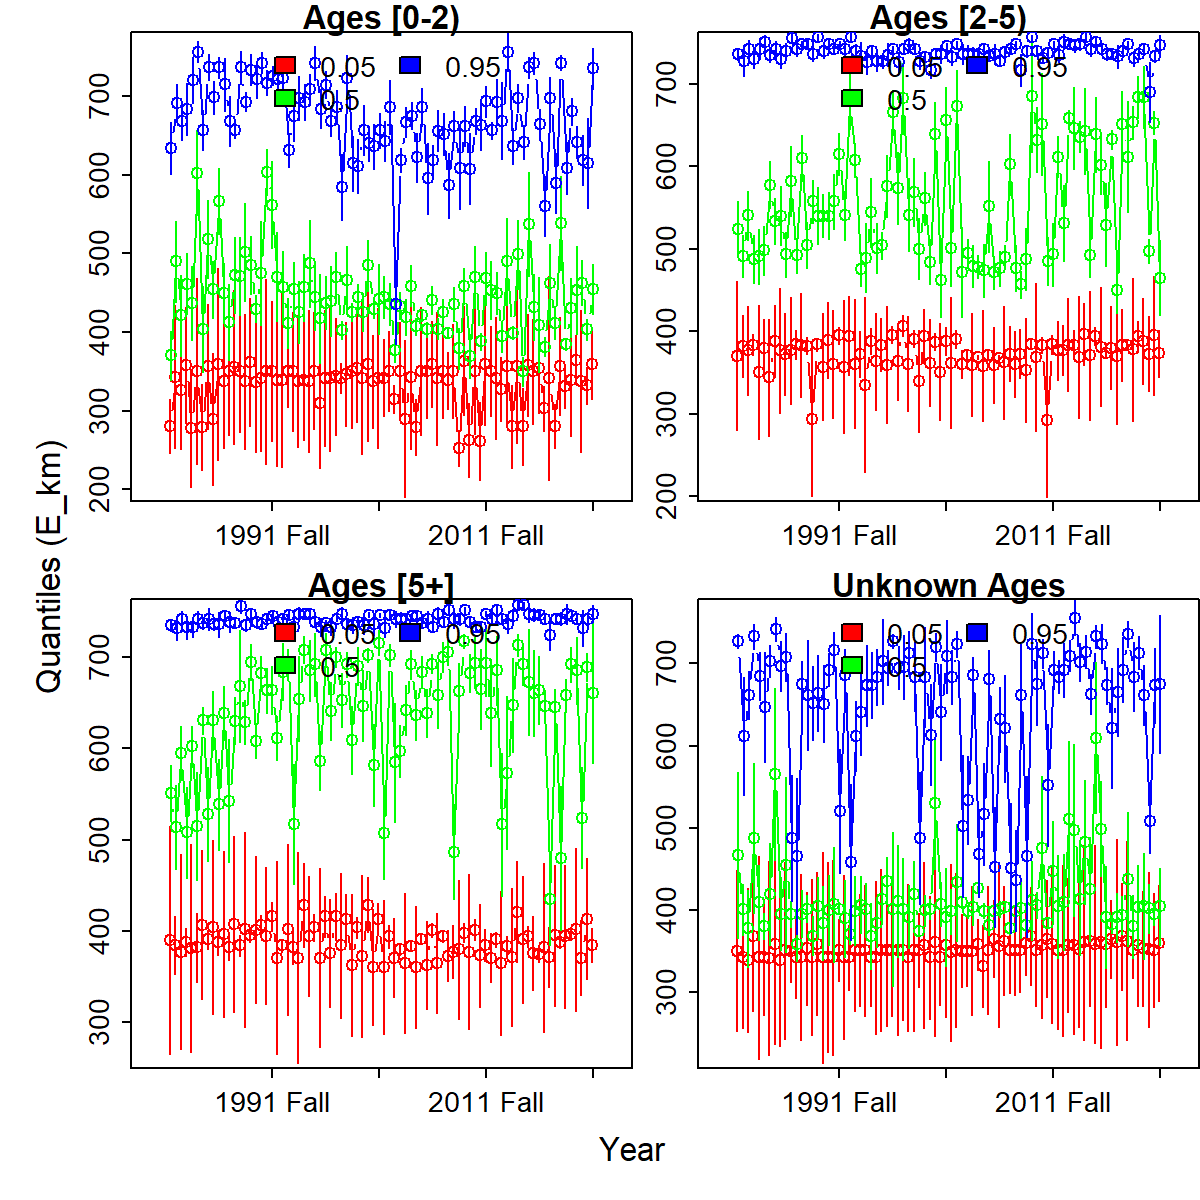 Ages [0-2)
0.05 0.95
0.5
200 300 400 500 600 700
1991 Fall 2011 Fall
Ages [2-5)
0.05 0.95
0.5
200 300 400 500 600 700
1991 Fall 2011 Fall
Ages [5+]
0.05 0.95
0.5
300 400 500 600 700
1991 Fall 2011 Fall
Unknown Ages
0.05 0.95
0.5
300 400 500 600 700
1991 Fall 2011 Fall
Quantiles (E_km)
Year